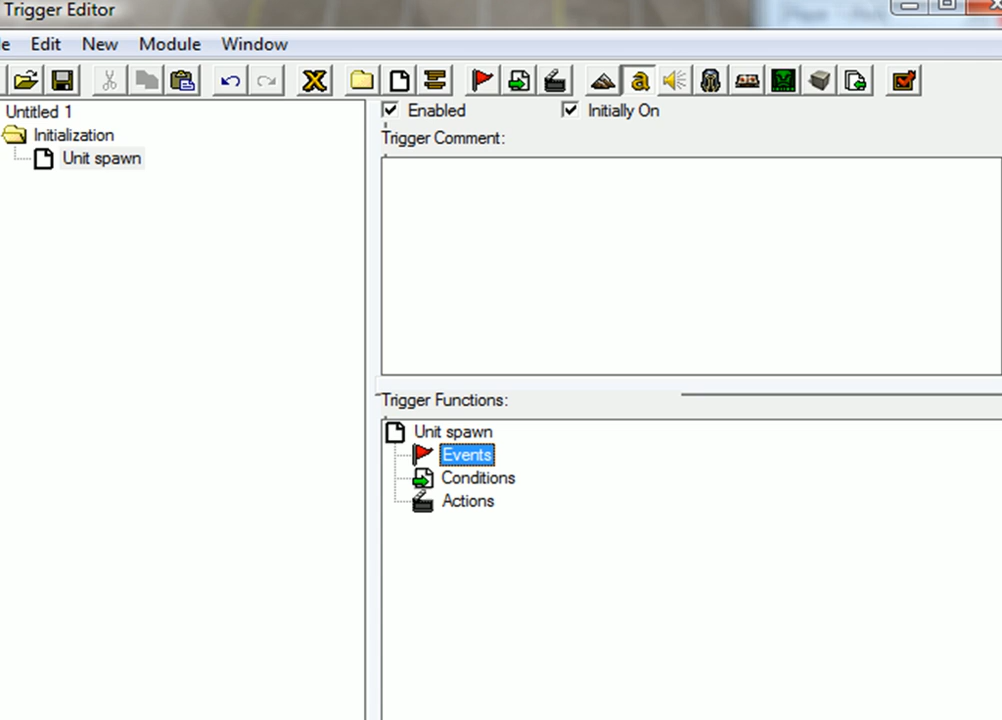 Trigger Editor
e Edit New Module Window
X
a
Untitled 1
Initialization
Unit spawn
Enabled Initially On
Trigger Comment:
Trigger Functions:
Unit spawn
Events
Conditions
Actions